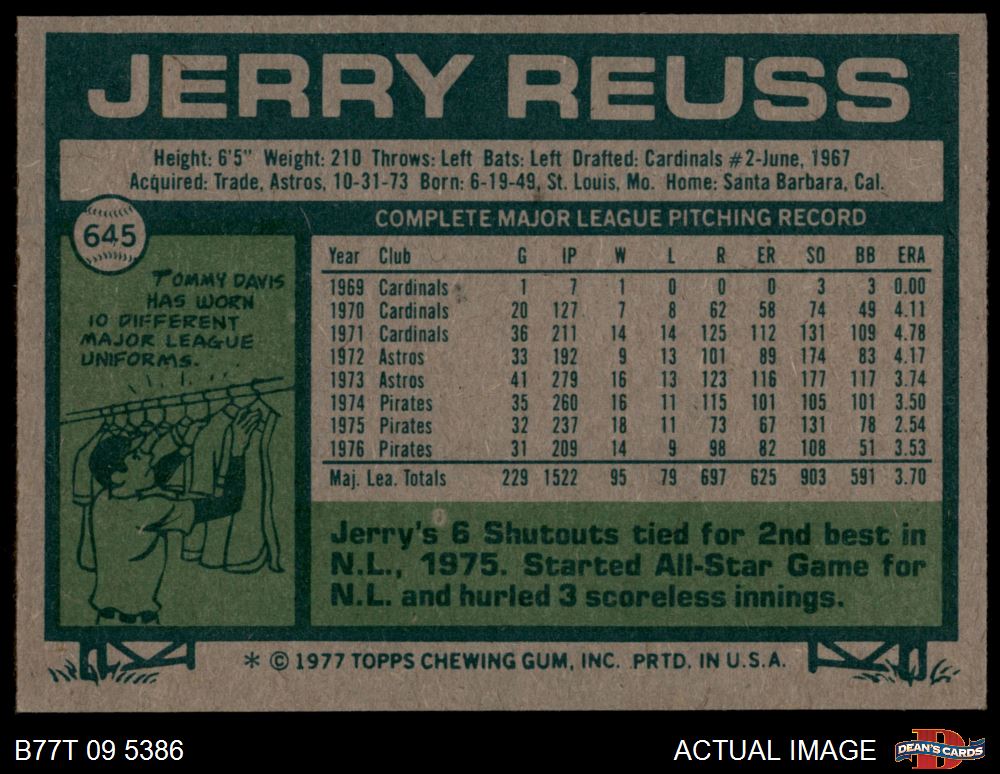 JERRY REUSS
Height: 6'5" Weight: 210 Throws: Left Bats: Left Drafted: Cardinals #2-June, 1967
Acquired: Trade, Astros, 10-31-73 Born: 6-19-49, St. Louis, Mo. Home: Santa Barbara, Cal.
645
TOMMY DAVIS
HAS WORN
10 DIFFERENT
MAJOR LEAGUE
UNIFORMS.
COMPLETE MAJOR LEAGUE PITCHING RECORD
Year Club G IP W L R ER SO BB ERA
1969 Cardinals 1 7 1 0 0 0 3 3 0.00
1970 Cardinals 20 127 7 8 62 58 74 49 4.11
1971 Cardinals 36 211 14 14 125 112 131 109 4.78
1972 Astros 33 192 9 13 101 89 174 83 4.17
1973 Astros 41 279 16 13 123 116 177 117 3.74
1974 Pirates 35 260 16 11 115 101 105 101 3.50
1975 Pirates 32 237 18 11 73 67 131 78 2.54
1976 Pirates 31 209 14 9 98 82 108 51 3.53
Maj. Lea. Totals 229 1522 95 79 697 625 903 591 3.70
Jerry's 6 Shutouts tied for 2nd best in
N.L., 1975. Started All-Star Game for
N.L. and hurled 3 scoreless innings.
* © 1977 TOPPS CHEWING GUM, INC. PRTD. IN U.S.A.
B77T 09 5386
ACTUAL IMAGE
D
DEAN'S CARDS